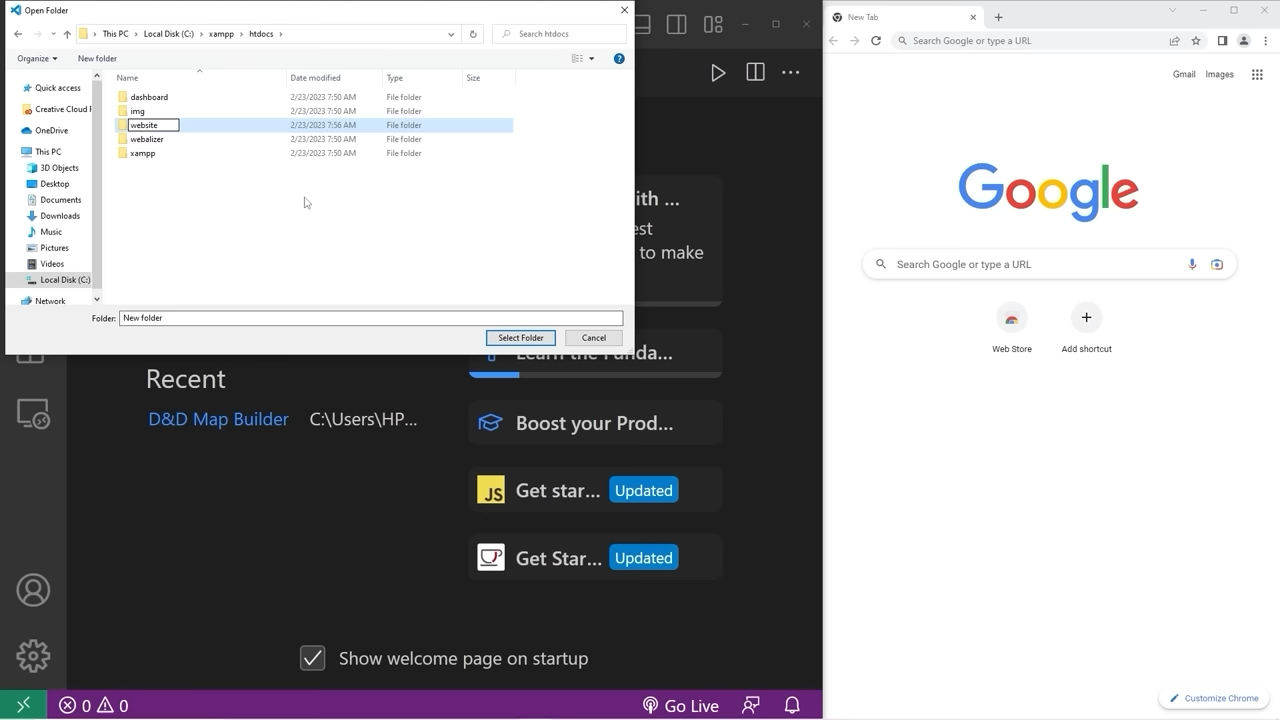 Open Folder
This PC
Local Disk (C:)
xampp
htdocs
Search htdocs
Organize
New folder
Name
Date modified
Type
Size
Quick access
Creative Cloud F
OneDrive
This PC
3D Objects
Desktop
Documents
Downloads
Music
Pictures
Videos
Local Disk (C:)
Network
dashboard 2/23/2023 7:50 AM File folder
img 2/23/2023 7:50 AM File folder
website 2/23/2023 7:56 AM File folder
webalizer 2/23/2023 7:50 AM File folder
xampp 2/23/2023 7:50 AM File folder
Folder: New folder
Select Folder
Cancel
ith ...
est
to make
Learn the Funda...
Recent
D&D Map Builder C:\Users\HP...
Boost your Prod...
JS Get star... Updated
Get Star... Updated
Show welcome page on startup
0 0
Go Live
New Tab
Search Google or type a URL
Gmail
Images
Google
Search Google or type a URL
Web Store
Add shortcut
Customize Chrome